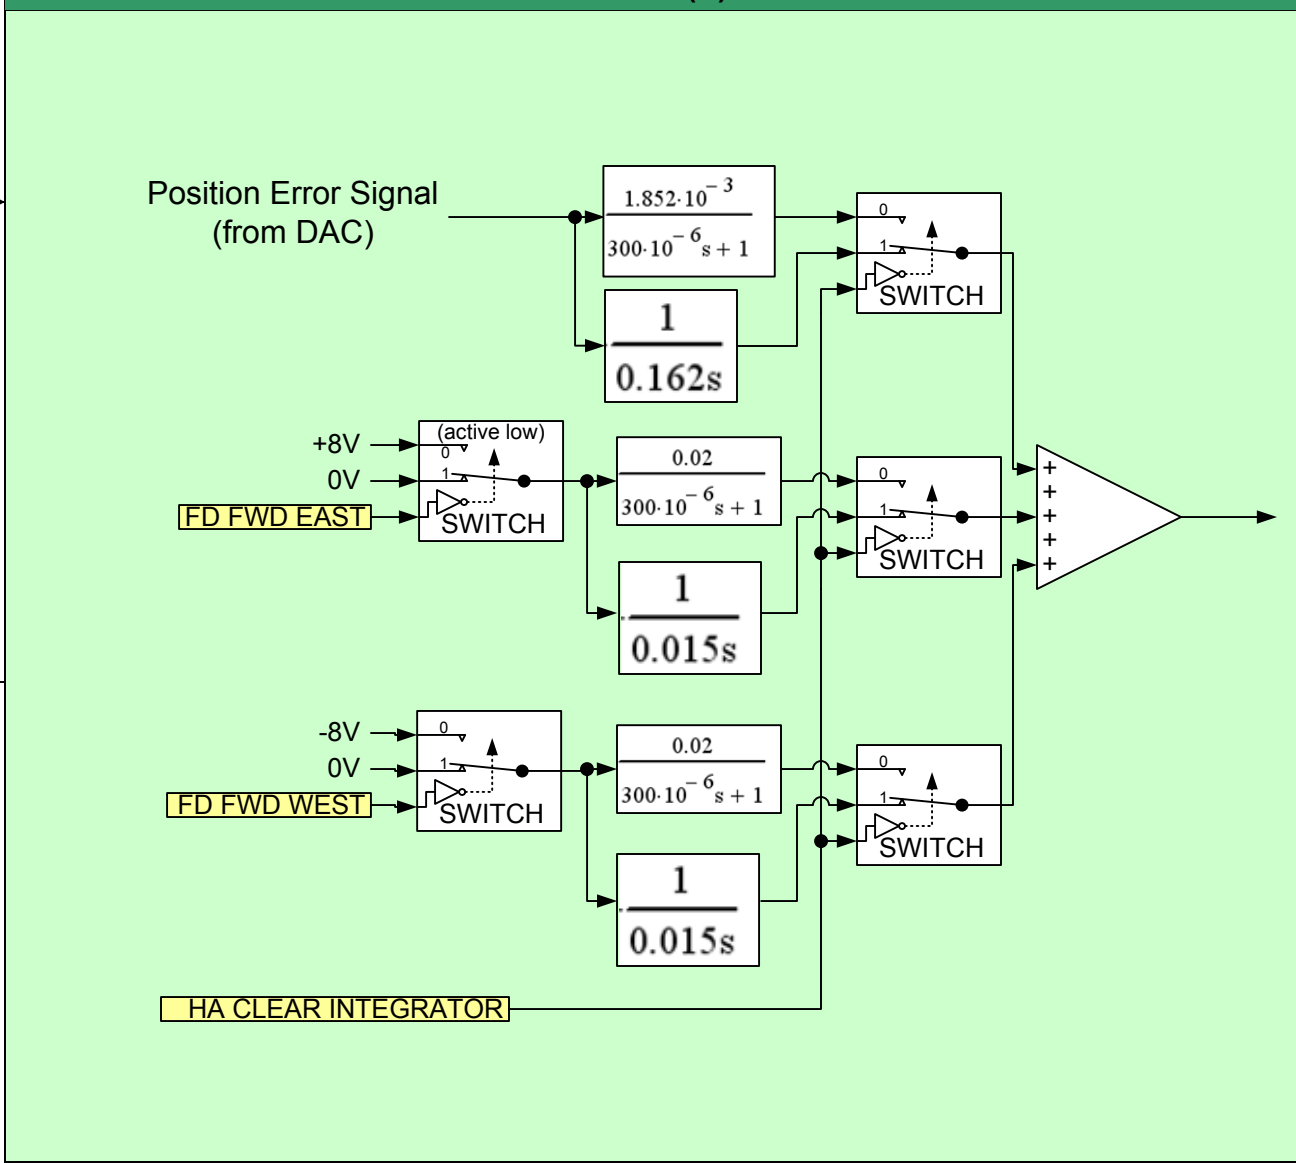 Position Error Signal
(from DAC)
1.852·10⁻³
300·10⁻⁶s + 1
0
1
SWITCH
1
0.162s
+8V
0V
FD FWD EAST
(active low)
0
1
SWITCH
0.02
300·10⁻⁶s + 1
0
1
SWITCH
1
0.015s
+
+
+
+
+
-8V
0V
FD FWD WEST
0
1
SWITCH
0.02
300·10⁻⁶s + 1
0
1
SWITCH
1
0.015s
HA CLEAR INTEGRATOR